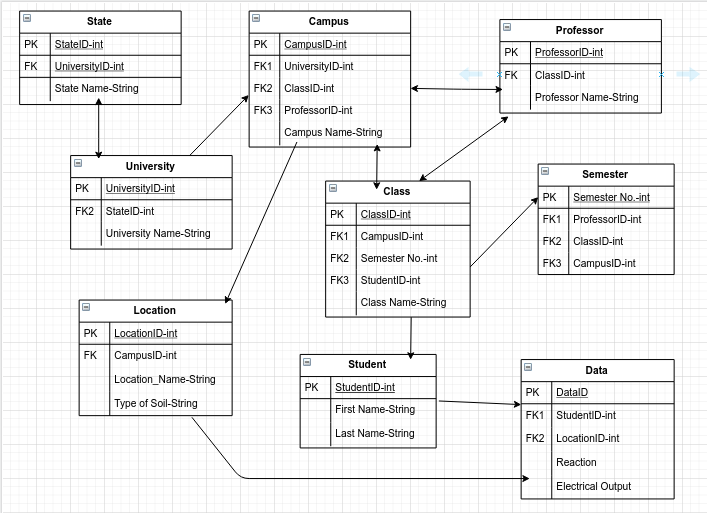 State
PK StateID-int
FK UniversityID-int
State Name-String
Campus
PK CampusID-int
FK1 UniversityID-int
FK2 ClassID-int
FK3 ProfessorID-int
Campus Name-String
Professor
PK ProfessorID-int
FK ClassID-int
Professor Name-String
University
PK UniversityID-int
FK2 StateID-int
University Name-String
Class
PK ClassID-int
FK1 CampusID-int
FK2 Semester No.-int
FK3 StudentID-int
Class Name-String
Semester
PK Semester No.-int
FK1 ProfessorID-int
FK2 ClassID-int
FK3 CampusID-int
Location
PK LocationID-int
FK CampusID-int
Location_Name-String
Type of Soil-String
Student
PK StudentID-int
First Name-String
Last Name-String
Data
PK DataID
FK1 StudentID-int
FK2 LocationID-int
Reaction
Electrical Output